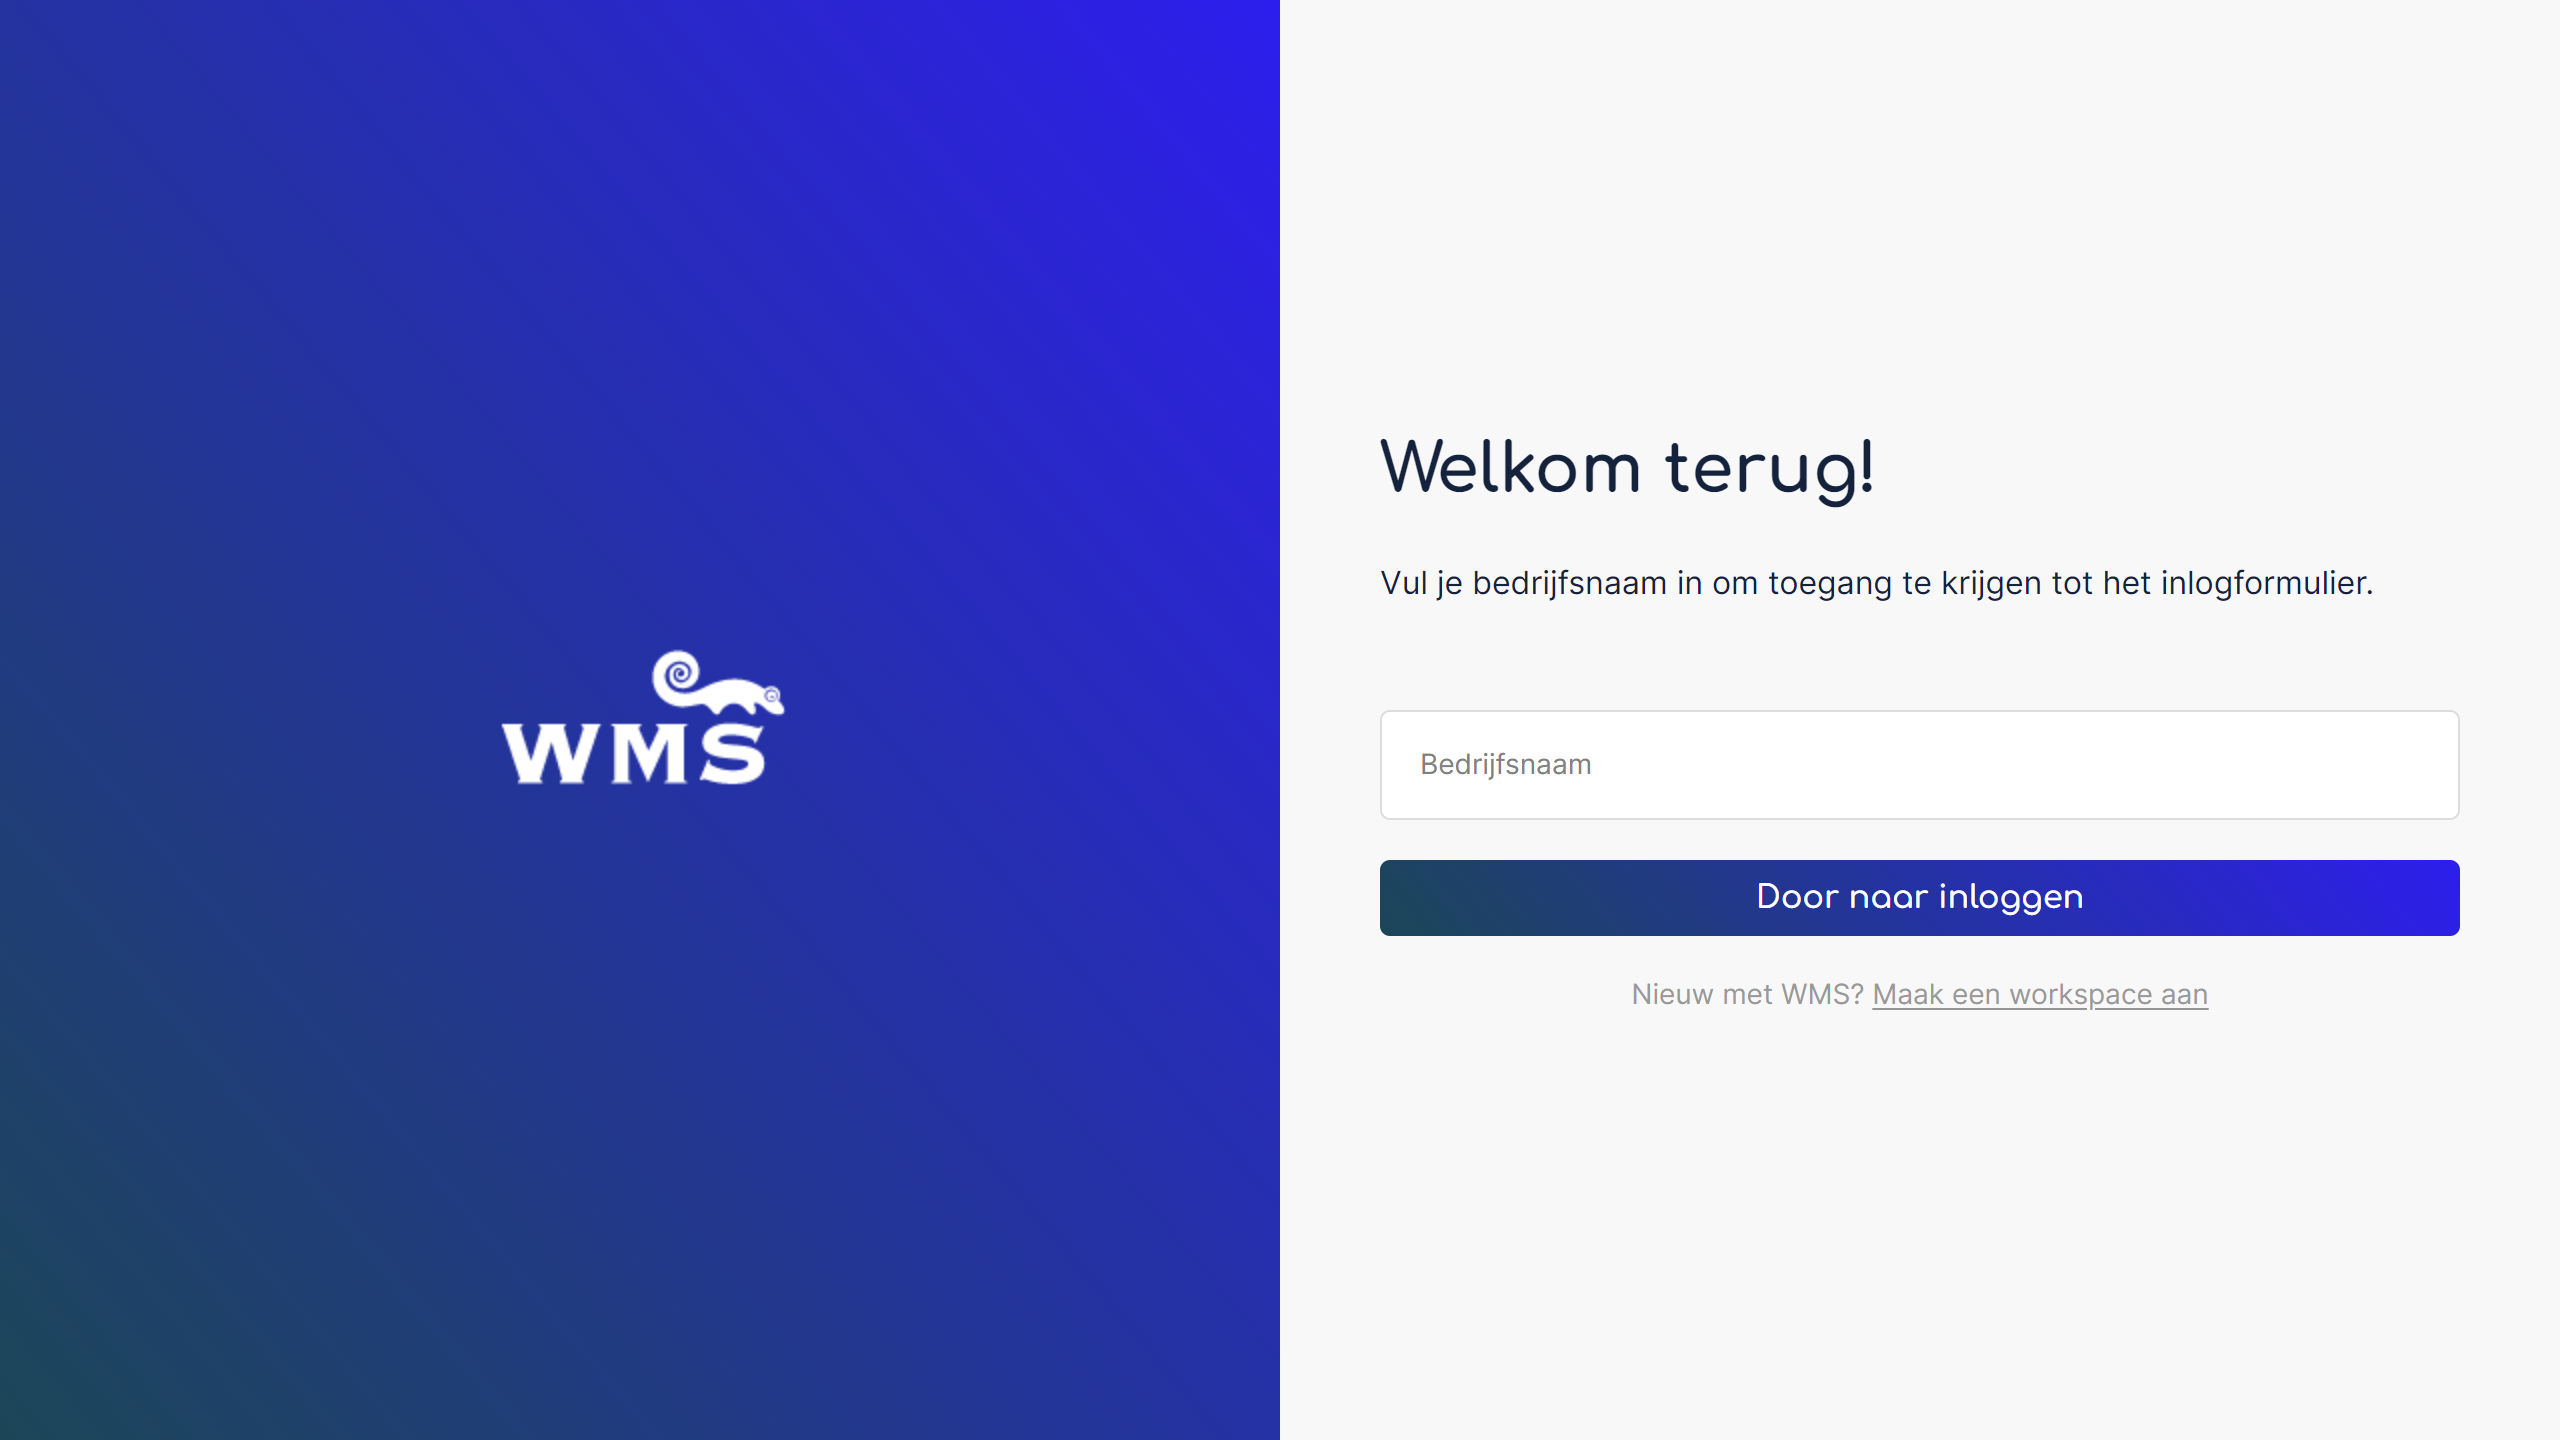 WMS
Welkom terug!
Vul je bedrijfsnaam in om toegang te krijgen tot het inlogformulier.
Bedrijfsnaam
Door naar inloggen
Nieuw met WMS? Maak een workspace aan